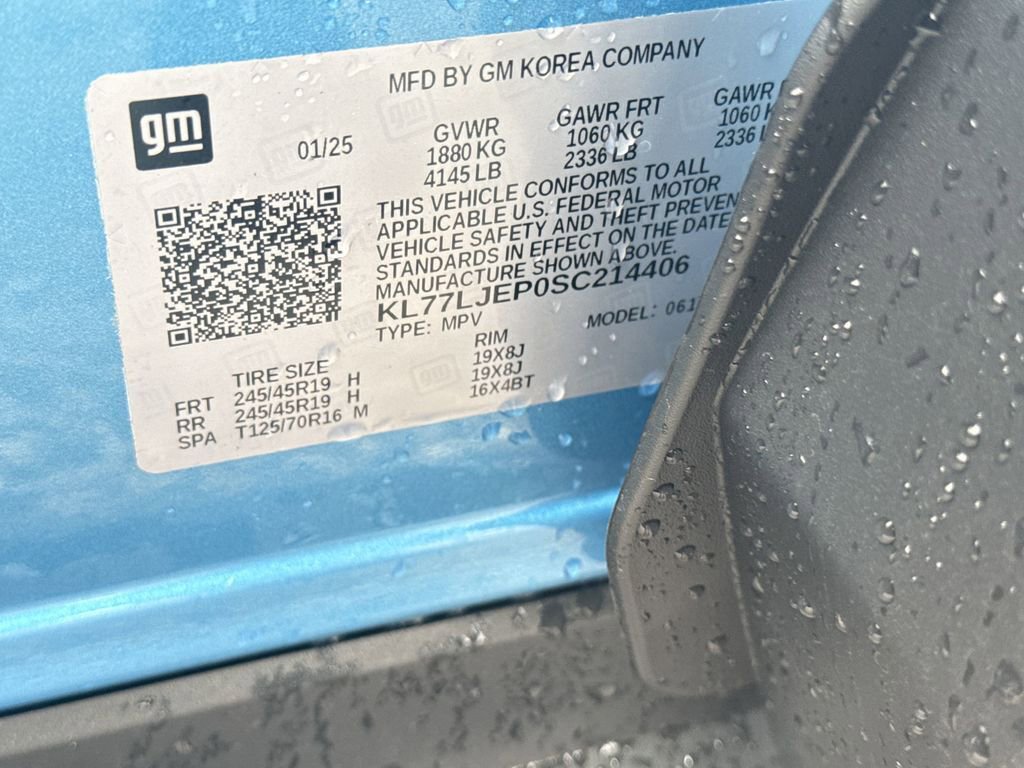 MFD BY GM KOREA COMPANY
gm
01/25
GVWR
1880 KG
4145 LB
GAWR FRT
1060 KG
2336 LB
GAWR
1060
2336
THIS VEHICLE CONFORMS TO ALL
APPLICABLE U.S. FEDERAL MOTOR
VEHICLE SAFETY AND THEFT PREVEN
STANDARDS IN EFFECT ON THE DATE
MANUFACTURE SHOWN ABOVE.
KL77LJEP0SC214406
TYPE: MPV
MODEL: 061
TIRE SIZE
RIM
FRT 245/45R19 H 19X8J
RR 245/45R19 H 19X8J
SPA T125/70R16 M 16X4BT